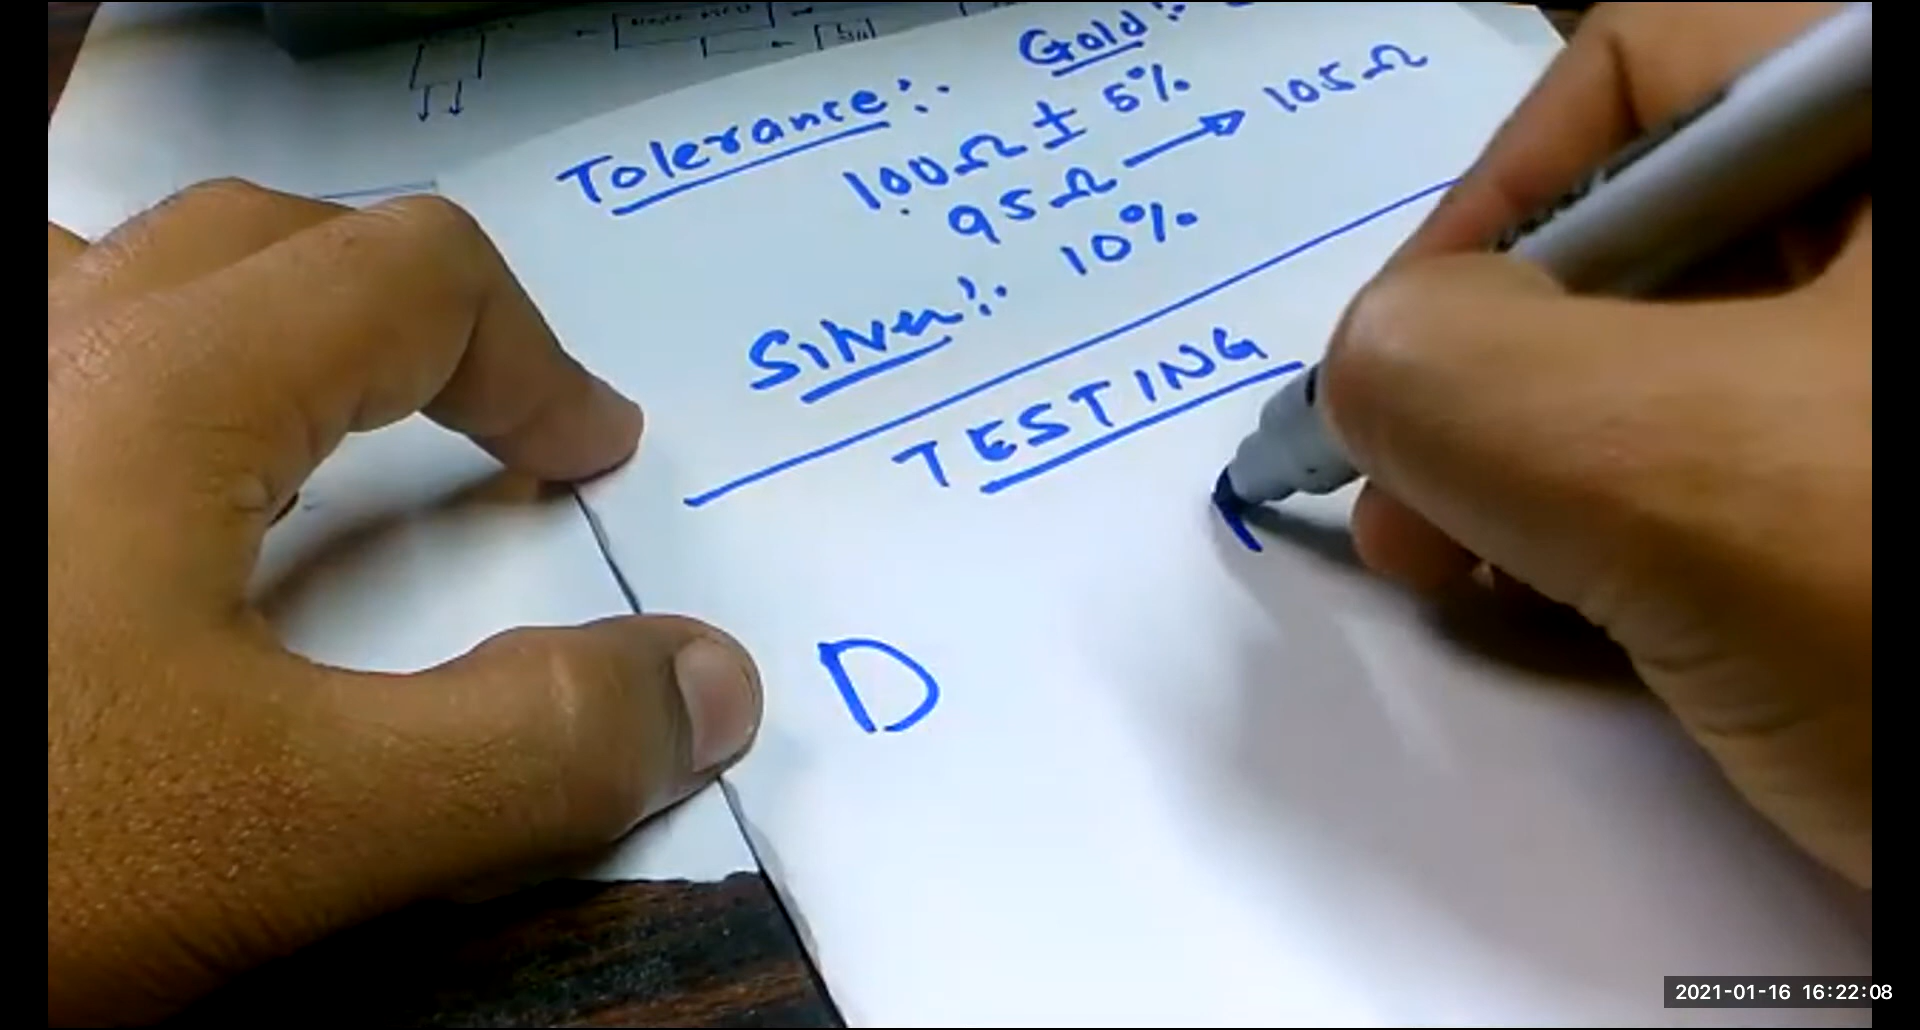 Tolerance:. Gold:.
100Ω ± 5%
95Ω → 105Ω
Silver:. 10%
TESTING
D
2021-01-16 16:22:08